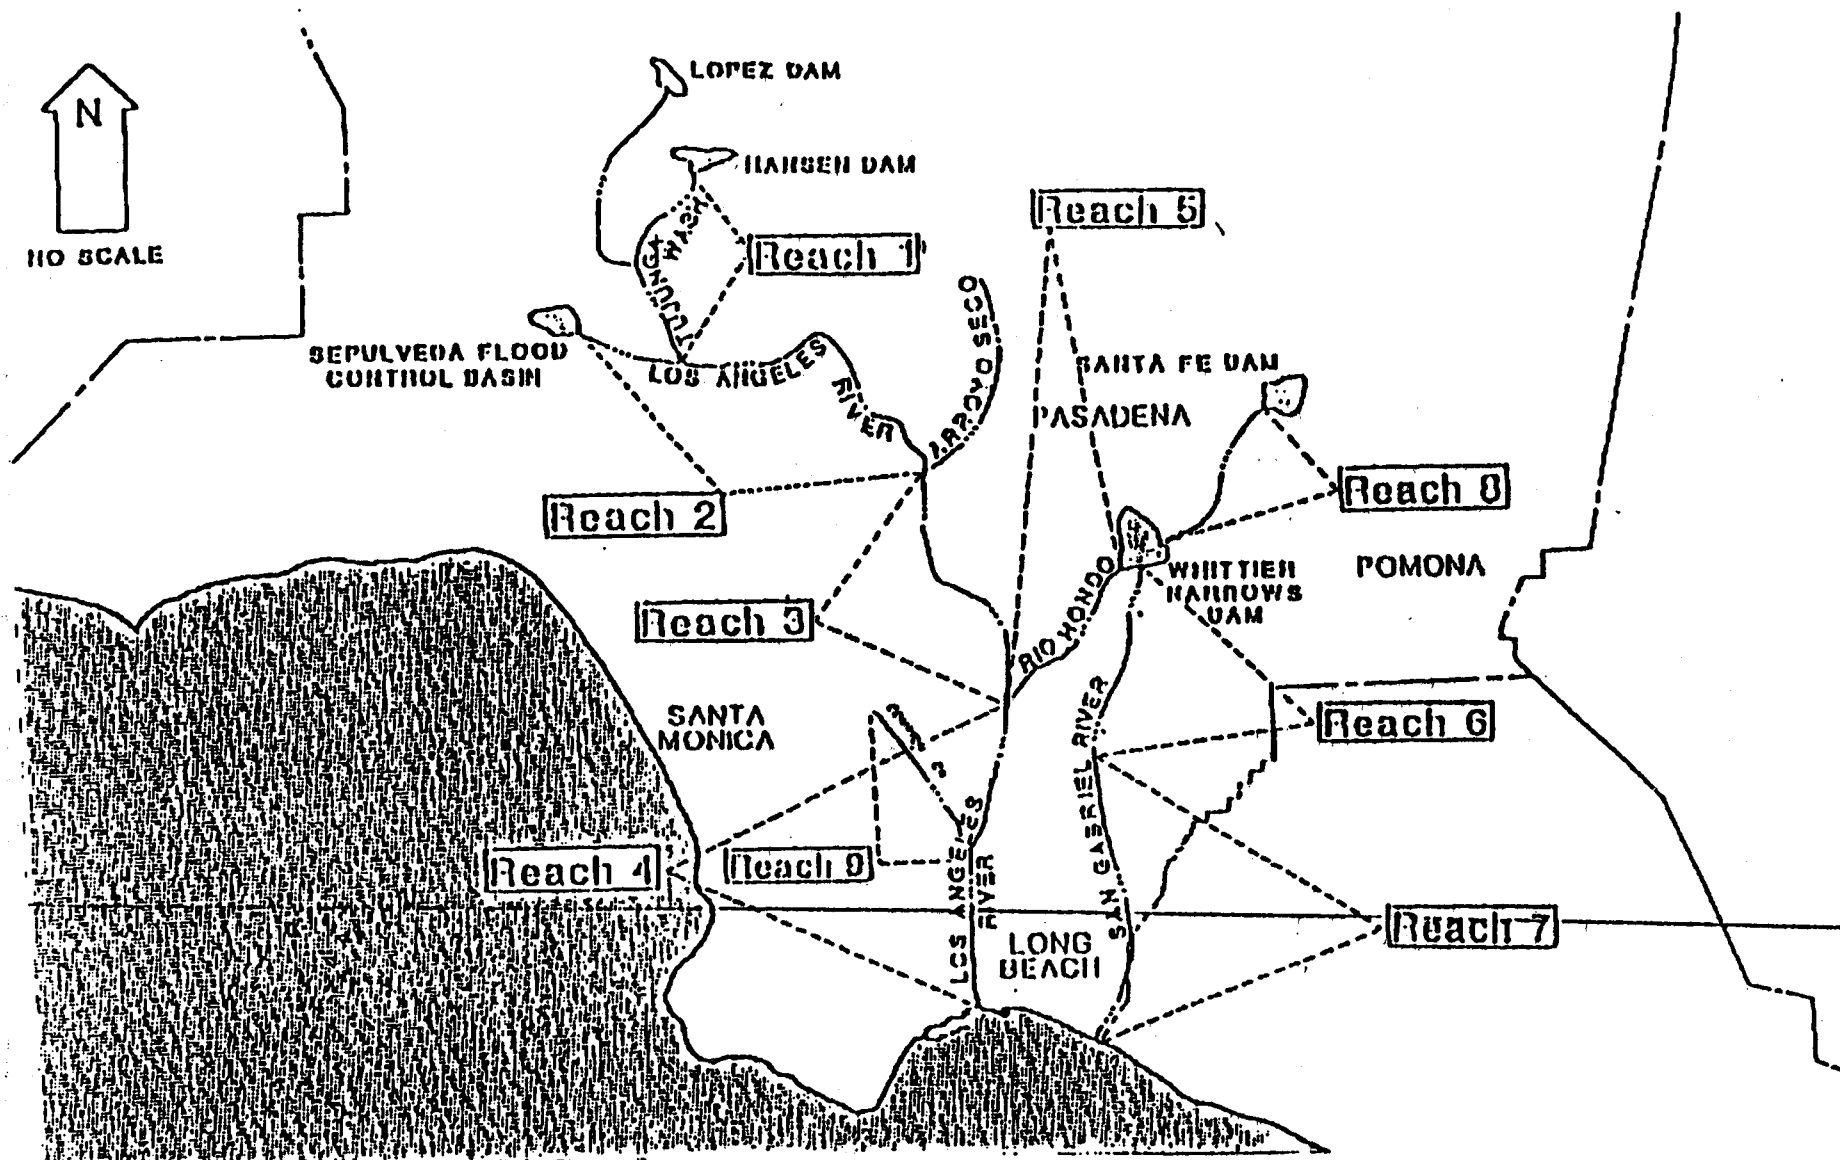 LOPEZ DAM
N
HANSEN DAM
TUJUNGA
WASH
Reach 5
NO SCALE
Reach 1
ARROYO SECO
SEPULVEDA FLOOD
CONTROL BASIN
LOS ANGELES
RIVER
SANTA FE DAM
PASADENA
Reach 2
Reach 8
WHITTIER
NARROWS
DAM
POMONA
Reach 3
RIO HONDO
SANTA
MONICA
SAN GABRIEL RIVER
Reach 6
Reach 4
Reach 9
LOS ANGELES
RIVER
LONG
BEACH
Reach 7